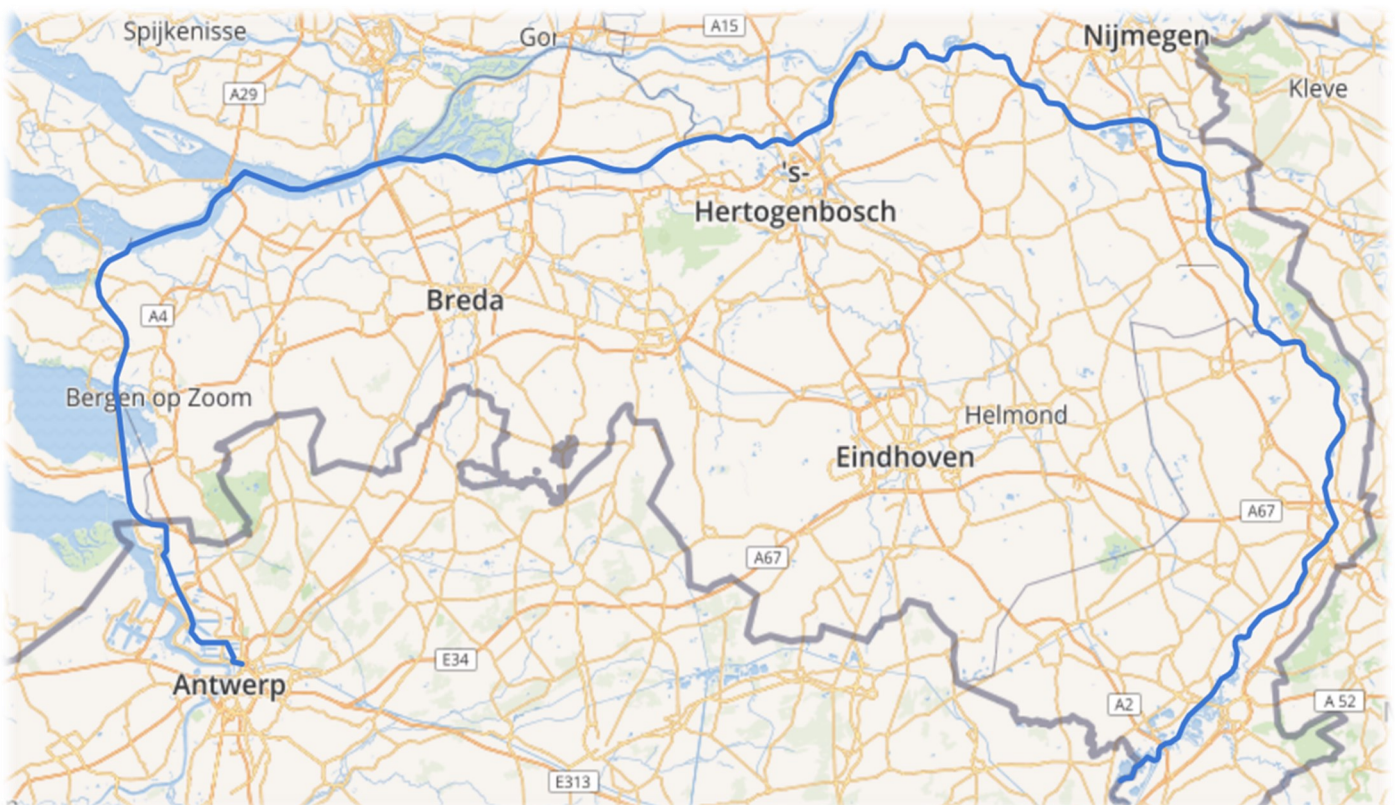 Spijkenisse
Gor
A15
Nijmegen
A29
Kleve
's-
Hertogenbosch
Breda
A4
Bergen op Zoom
Helmond
Eindhoven
A67
A67
E34
Antwerp
A2
A 52
E313